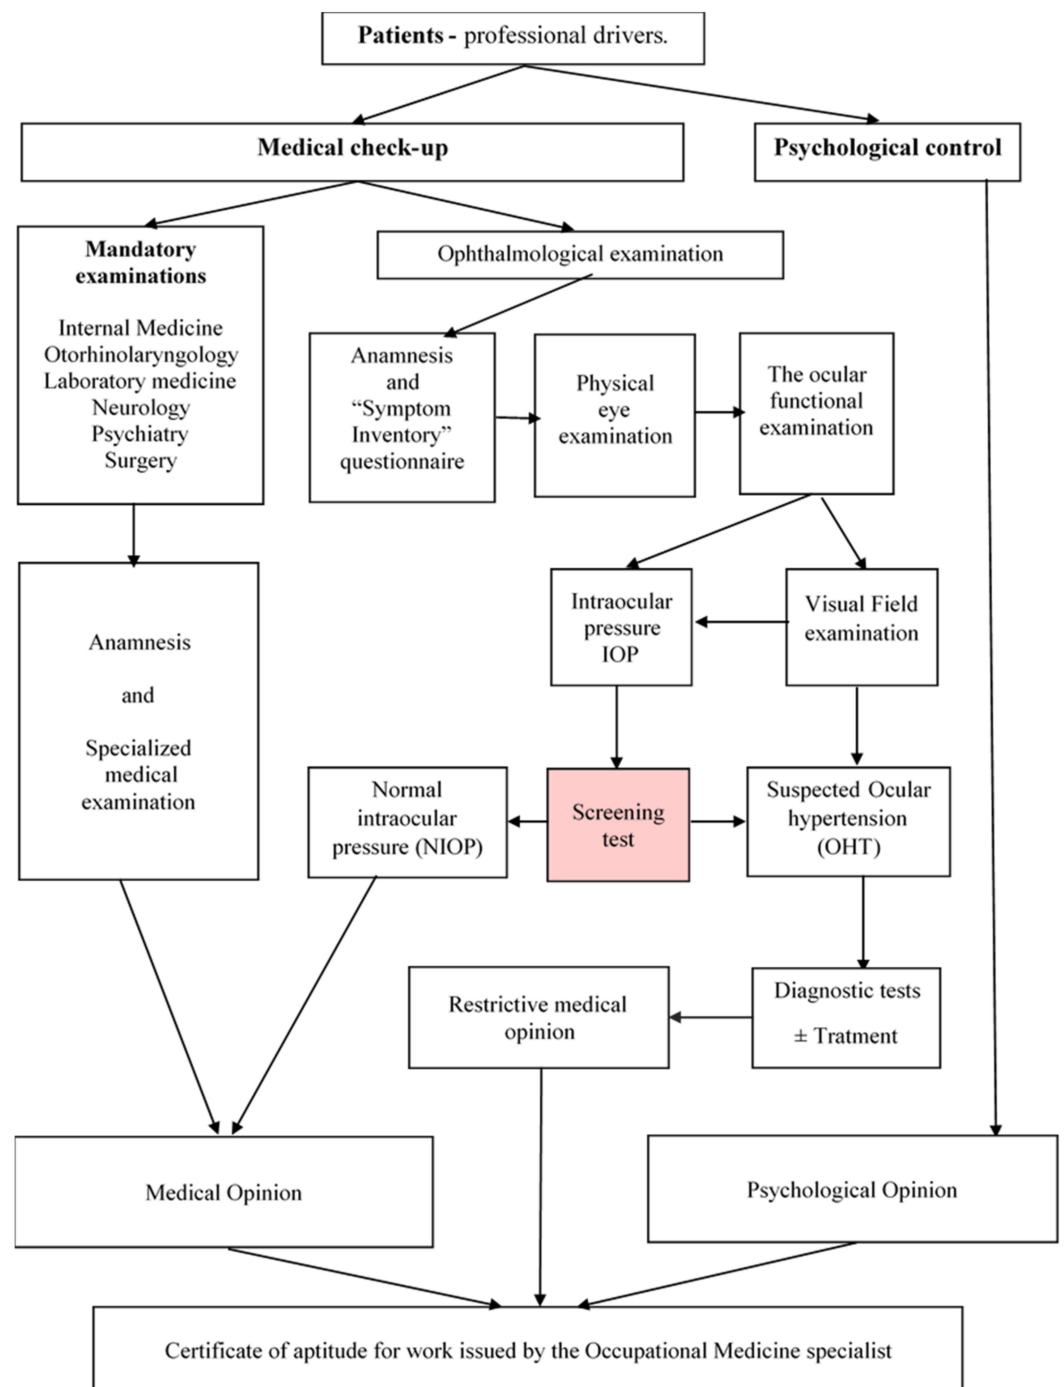 Patients - professional drivers.
Medical check-up
Psychological control
Mandatory
examinations
Internal Medicine
Otorhinolaryngology
Laboratory medicine
Neurology
Psychiatry
Surgery
Ophthalmological examination
Anamnesis
and
“Symptom
Inventory”
questionnaire
Physical
eye
examination
The ocular
functional
examination
Anamnesis
and
Specialized
medical
examination
Intraocular
pressure
IOP
Visual Field
examination
Normal
intraocular
pressure (NIOP)
Screening
test
Suspected Ocular
hypertension
(OHT)
Restrictive medical
opinion
Diagnostic tests
± Tratment
Medical Opinion
Psychological Opinion
Certificate of aptitude for work issued by the Occupational Medicine specialist